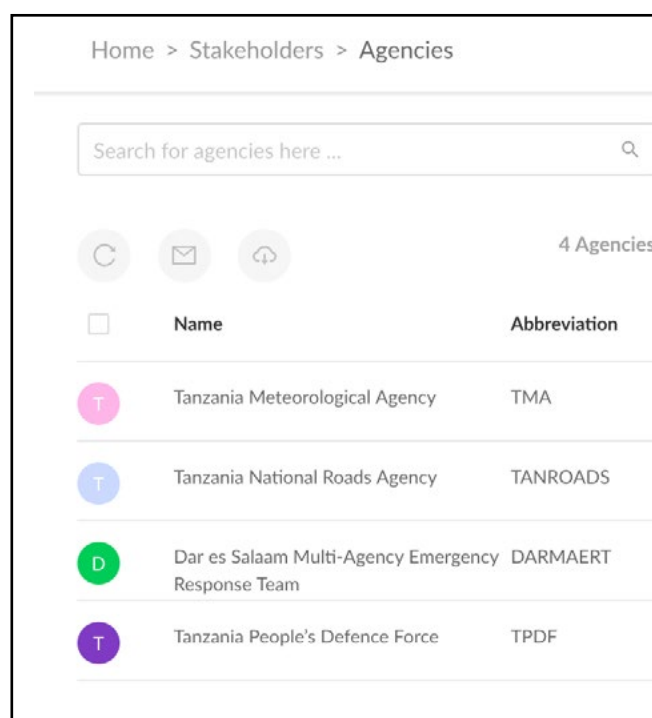 Home > Stakeholders > Agencies
Search for agencies here ...
4 Agencies
Name Abbreviation
T Tanzania Meteorological Agency TMA
T Tanzania National Roads Agency TANROADS
D Dar es Salaam Multi-Agency Emergency DARMAERT
Response Team
T Tanzania People's Defence Force TPDF